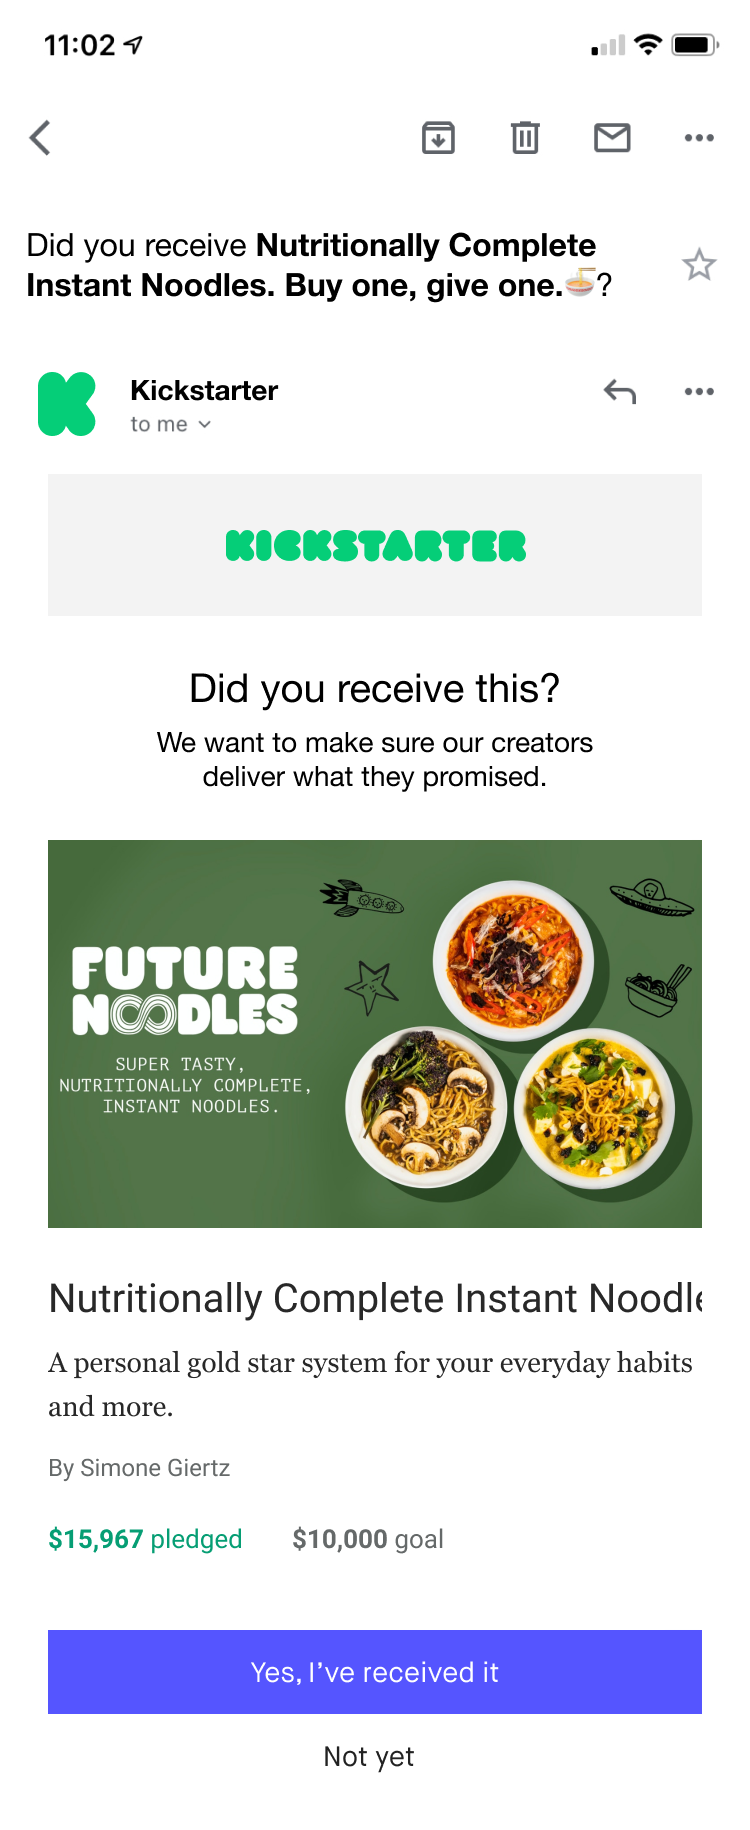 11:02
Did you receive Nutritionally Complete
Instant Noodles. Buy one, give one.🍜?
Kickstarter
to me
KICKSTARTER
Did you receive this?
We want to make sure our creators
deliver what they promised.
FUTURE
NOODLES
SUPER TASTY,
NUTRITIONALLY COMPLETE,
INSTANT NOODLES.
Nutritionally Complete Instant Noodle
A personal gold star system for your everyday habits
and more.
By Simone Giertz
$15,967 pledged $10,000 goal
Yes, I’ve received it
Not yet